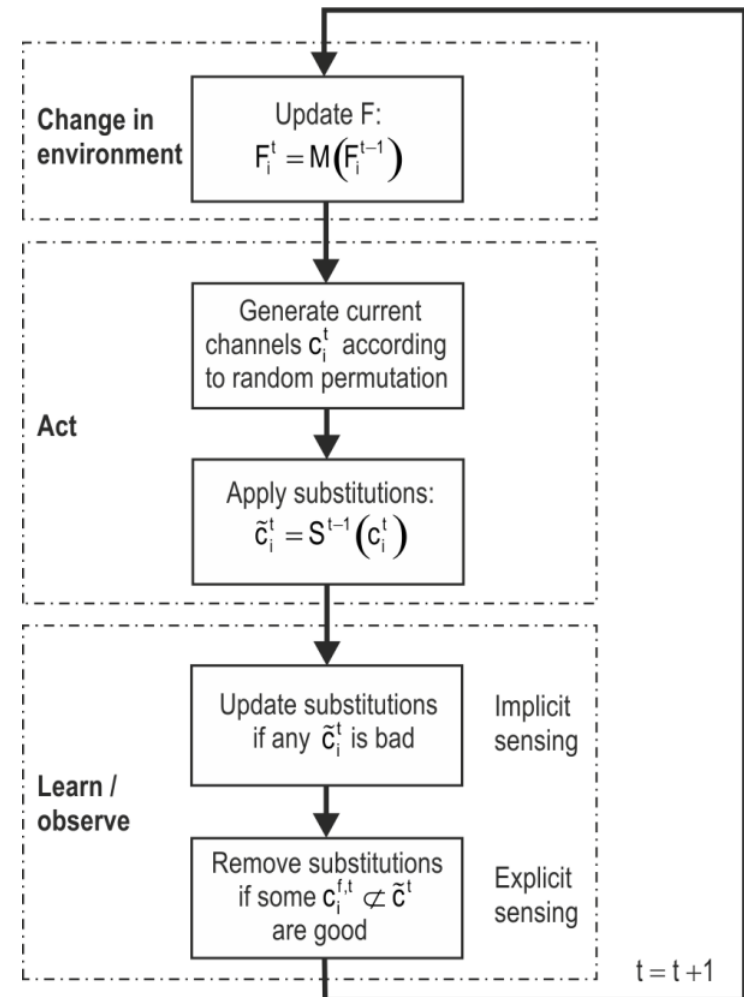 Change in
environment
Update F:
F_i^t = M(F_i^{t–1})
Act
Generate current
channels c_i^t according
to random permutation
Apply substitutions:
c̃_i^t = S^{t–1}(c_i^t)
Learn /
observe
Update substitutions
if any c̃_i^t is bad
Implicit
sensing
Remove substitutions
if some c_i^{f,t} ⊄ c̃^t
are good
Explicit
sensing
t = t +1